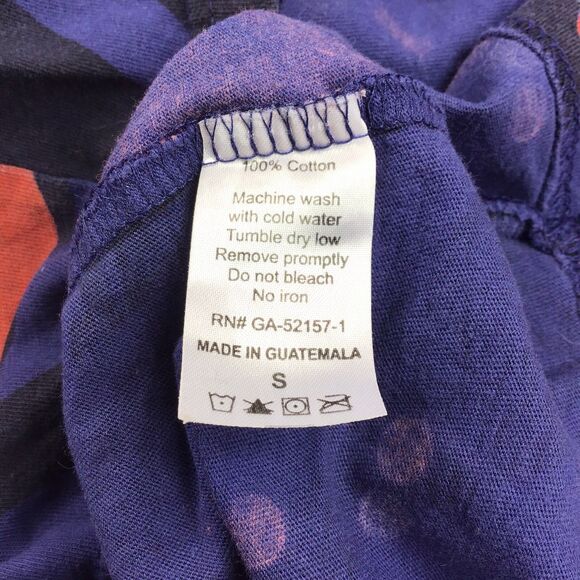 100% Cotton
Machine wash
with cold water
Tumble dry low
Remove promptly
Do not bleach
No iron
RN# GA-52157-1
MADE IN GUATEMALA
S